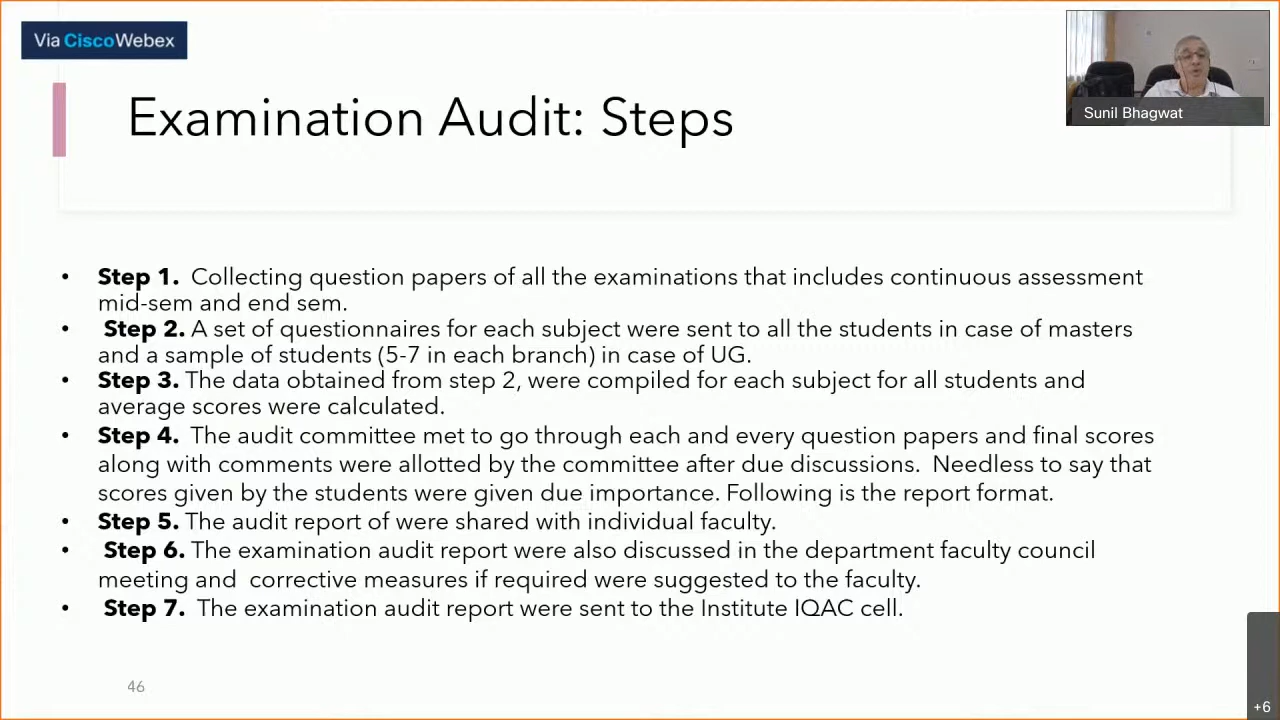 Via CiscoWebex
Sunil Bhagwat
Examination Audit: Steps
• Step 1. Collecting question papers of all the examinations that includes continuous assessment
mid-sem and end sem.
• Step 2. A set of questionnaires for each subject were sent to all the students in case of masters
and a sample of students (5-7 in each branch) in case of UG.
• Step 3. The data obtained from step 2, were compiled for each subject for all students and
average scores were calculated.
• Step 4. The audit committee met to go through each and every question papers and final scores
along with comments were allotted by the committee after due discussions. Needless to say that
scores given by the students were given due importance. Following is the report format.
• Step 5. The audit report of were shared with individual faculty.
• Step 6. The examination audit report were also discussed in the department faculty council
meeting and corrective measures if required were suggested to the faculty.
• Step 7. The examination audit report were sent to the Institute IQAC cell.
46
+6